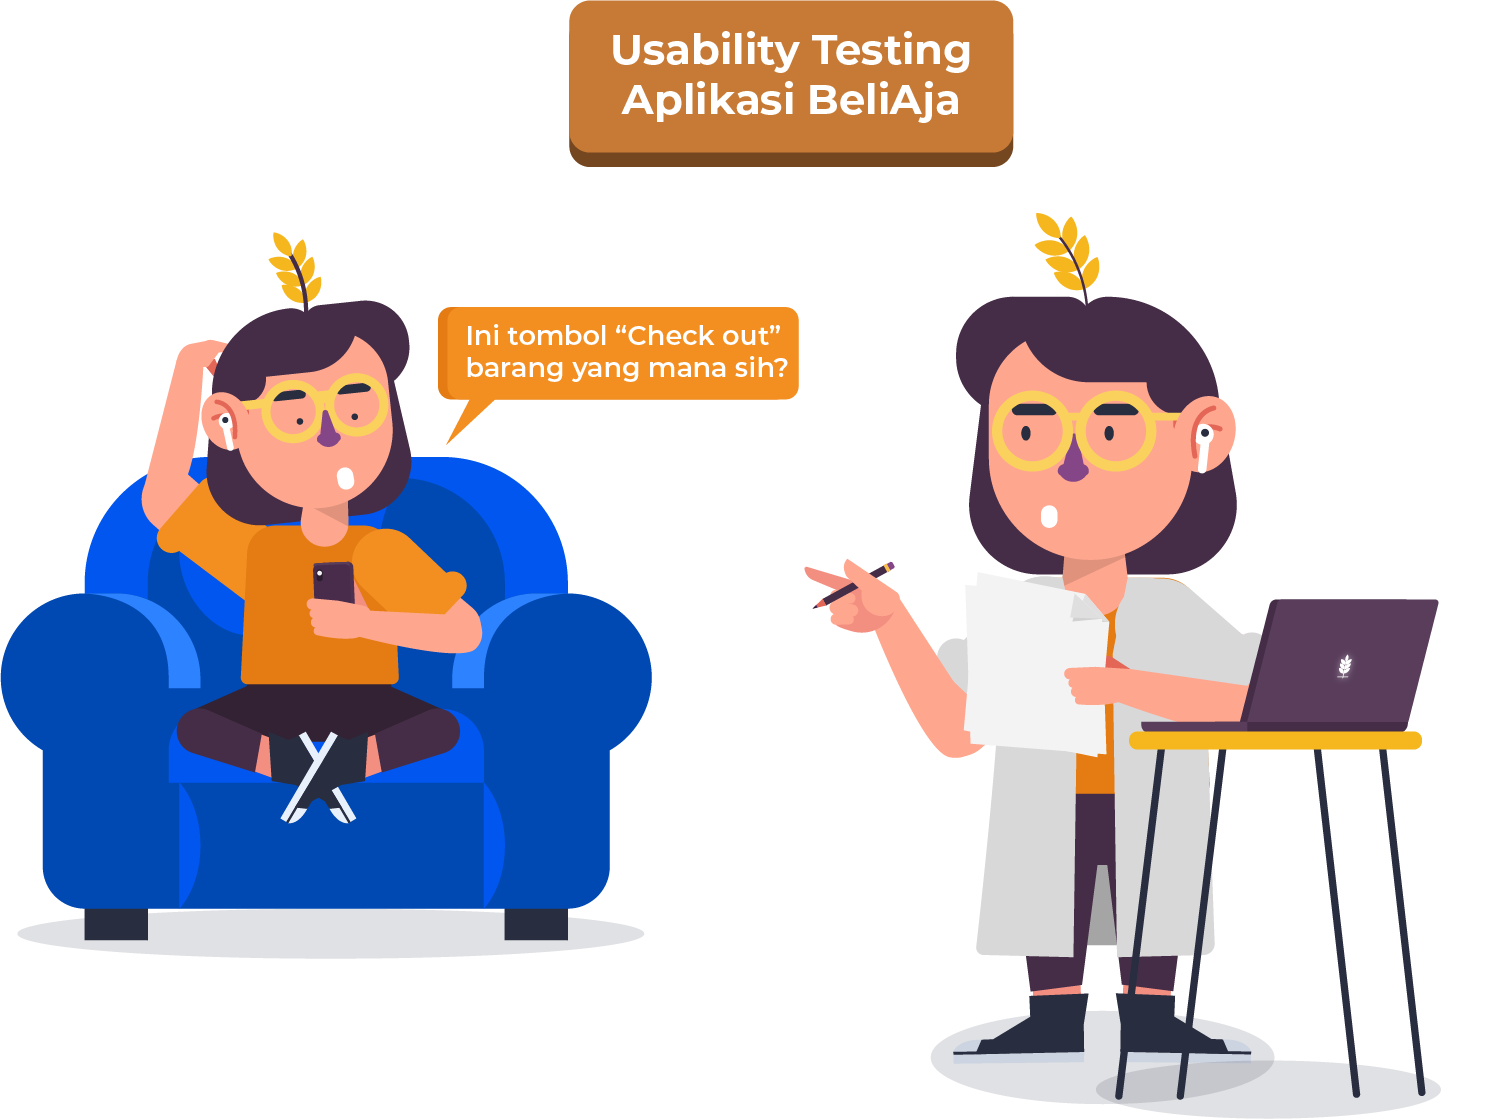 Usability Testing
Aplikasi BeliAja
Ini tombol “Check out”
barang yang mana sih?